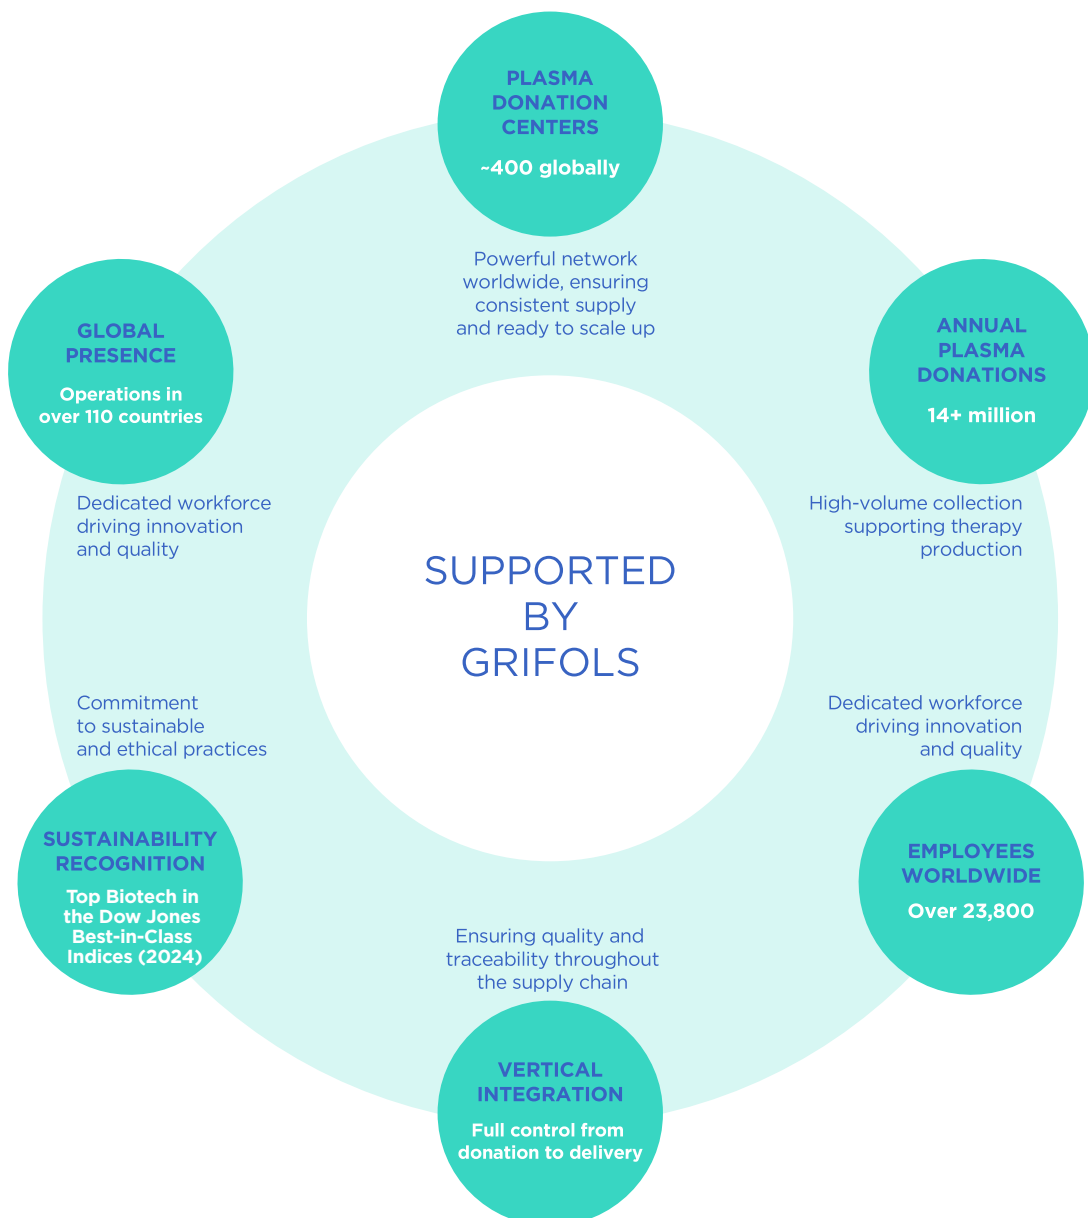 PLASMA
DONATION
CENTERS
~400 globally
Powerful network
worldwide, ensuring
consistent supply
and ready to scale up
ANNUAL
PLASMA
DONATIONS
14+ million
High-volume collection
supporting therapy
production
EMPLOYEES
WORLDWIDE
Over 23,800
Dedicated workforce
driving innovation
and quality
VERTICAL
INTEGRATION
Full control from
donation to delivery
Ensuring quality and
traceability throughout
the supply chain
SUSTAINABILITY
RECOGNITION
Top Biotech in
the Dow Jones
Best-in-Class
Indices (2024)
Commitment
to sustainable
and ethical practices
GLOBAL
PRESENCE
Operations in
over 110 countries
Dedicated workforce
driving innovation
and quality
SUPPORTED
BY
GRIFOLS